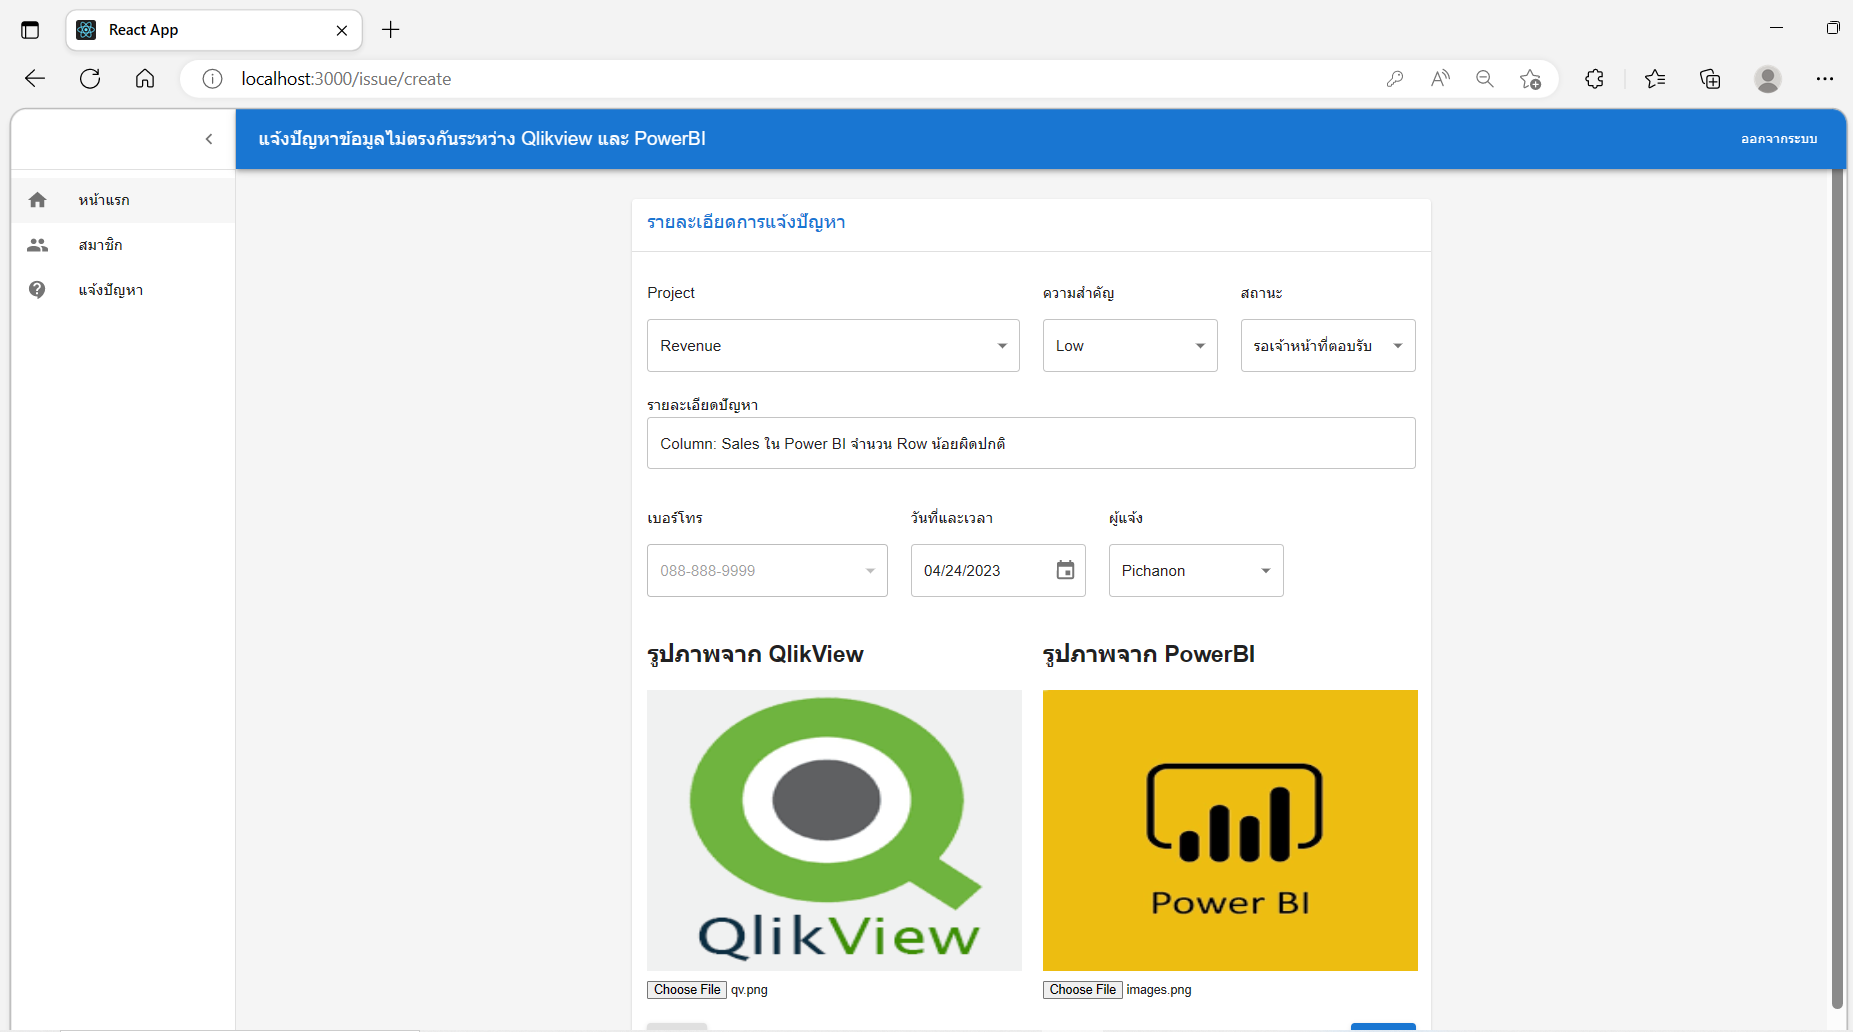 React App
localhost:3000/issue/create
แจ้งปัญหาข้อมูลไม่ตรงกันระหว่าง Qlikview และ PowerBI
ออกจากระบบ
หน้าแรก
สมาชิก
แจ้งปัญหา
รายละเอียดการแจ้งปัญหา
Project
ความสำคัญ
สถานะ
Revenue
Low
รอเจ้าหน้าที่ตอบรับ
รายละเอียดปัญหา
Column: Sales ใน Power BI จำนวน Row น้อยผิดปกติ
เบอร์โทร
วันที่และเวลา
ผู้แจ้ง
088-888-9999
04/24/2023
Pichanon
รูปภาพจาก QlikView
รูปภาพจาก PowerBI
QlikView
Power BI
Choose File qv.png
Choose File images.png